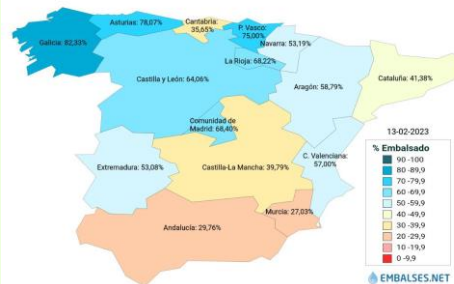 Asturias: 78,07%
Cantabria:
35,65%
P. Vasco:
75,00%
Galicia: 82,33%
Navarra: 53,19%
La Rioja: 68,22%
Castilla y León: 64,06%
Aragón: 58,79%
Cataluña: 41,38%
Comunidad de
Madrid: 68,40%
13-02-2023
% Embalsado
90 -100
80 -89,9
70 -79,9
60 -69,9
50 -59,9
40 -49,9
30 -39,9
20 -29,9
10 -19,9
0 -9,9
C. Valenciana:
57,00%
Extremadura: 53,08%
Castilla-La Mancha: 39,79%
Murcia: 27,03%
Andalucía: 29,76%
EMBALSES.NET